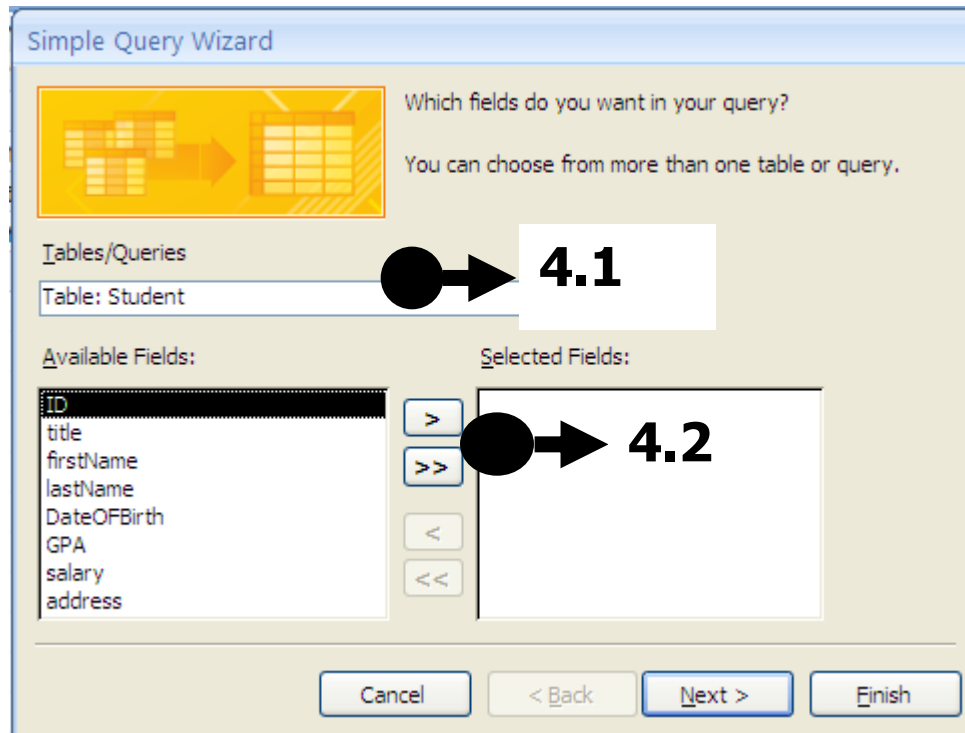 Simple Query Wizard
Which fields do you want in your query?
You can choose from more than one table or query.
Tables/Queries
4.1
Table: Student
Available Fields:
Selected Fields:
ID
title
firstName
lastName
DateOFBirth
GPA
salary
address
>
>>
<
<<
4.2
Cancel
< Back
Next >
Finish